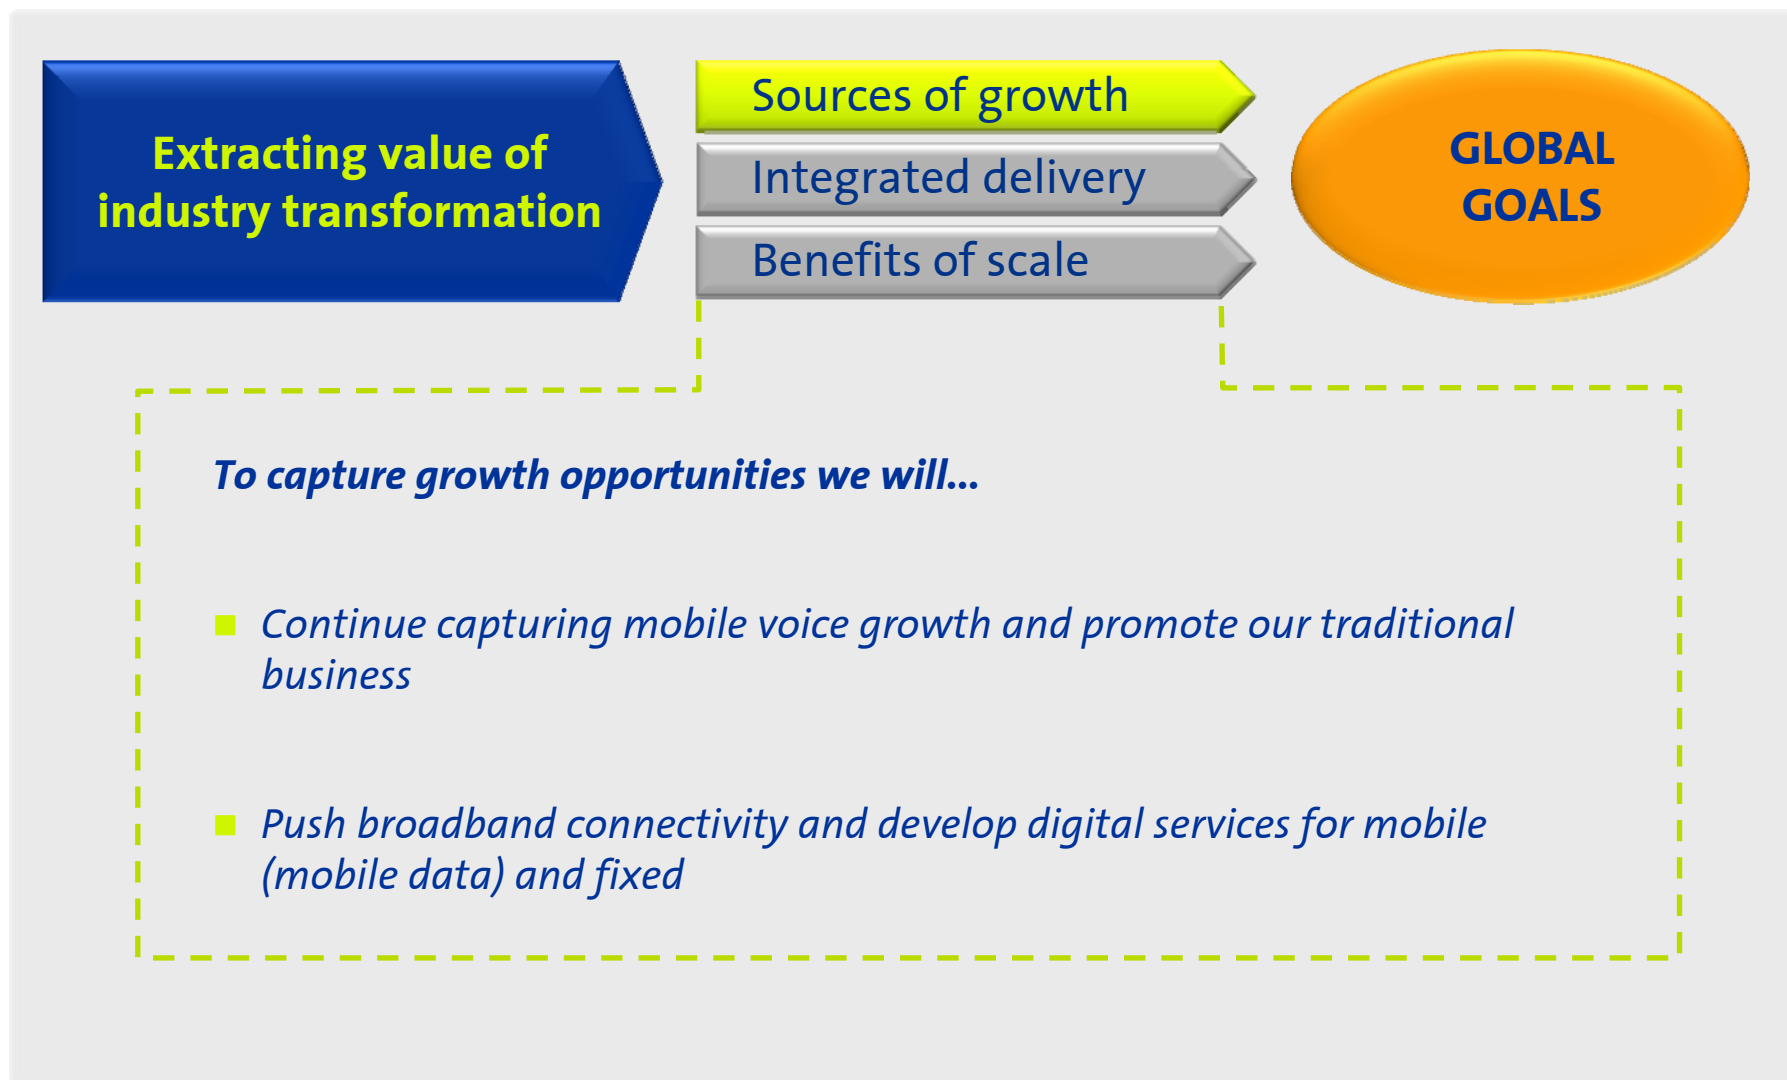 Extracting value of
industry transformation
Sources of growth
Integrated delivery
Benefits of scale
GLOBAL
GOALS
To capture growth opportunities we will...
Continue capturing mobile voice growth and promote our traditional
business
Push broadband connectivity and develop digital services for mobile
(mobile data) and fixed